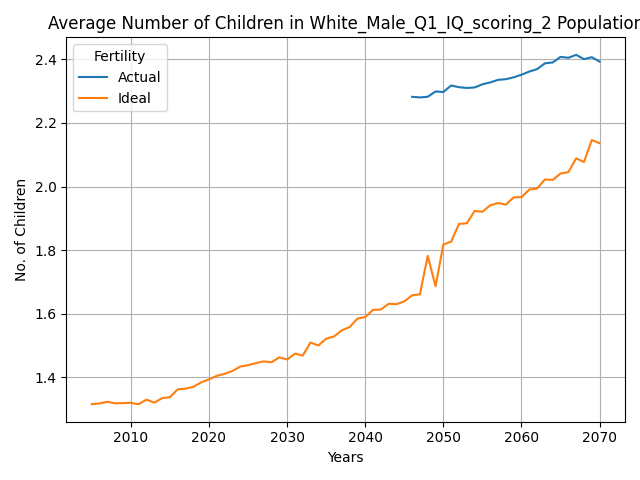 Average Number of Children in White_Male_Q1_IQ_scoring_2 Population
Fertility
Actual
Ideal
2.4
2.2
2.0
1.8
1.6
1.4
No. of Children
2010 2020 2030 2040 2050 2060 2070
Years